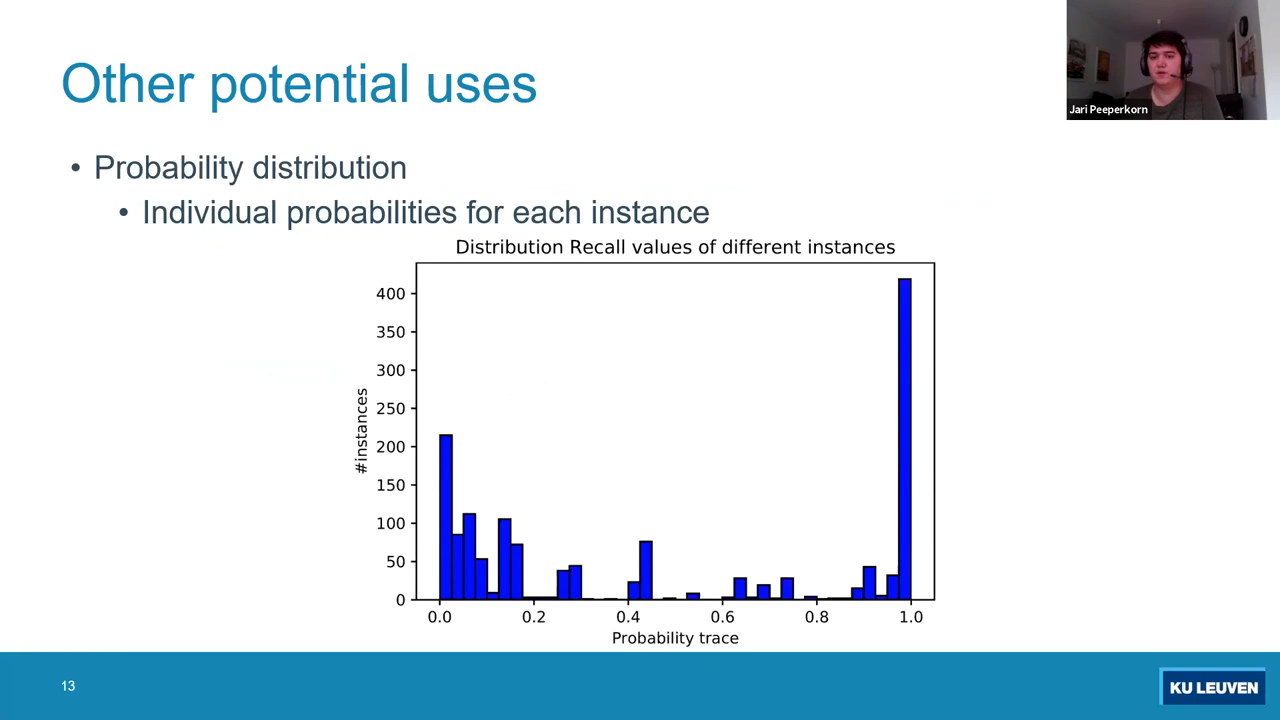 Other potential uses
Jari Peeperkorn
• Probability distribution
• Individual probabilities for each instance
Distribution Recall values of different instances
400
350
300
250
200
150
100
50
0
#instances
0.0 0.2 0.4 0.6 0.8 1.0
Probability trace
13
KU LEUVEN